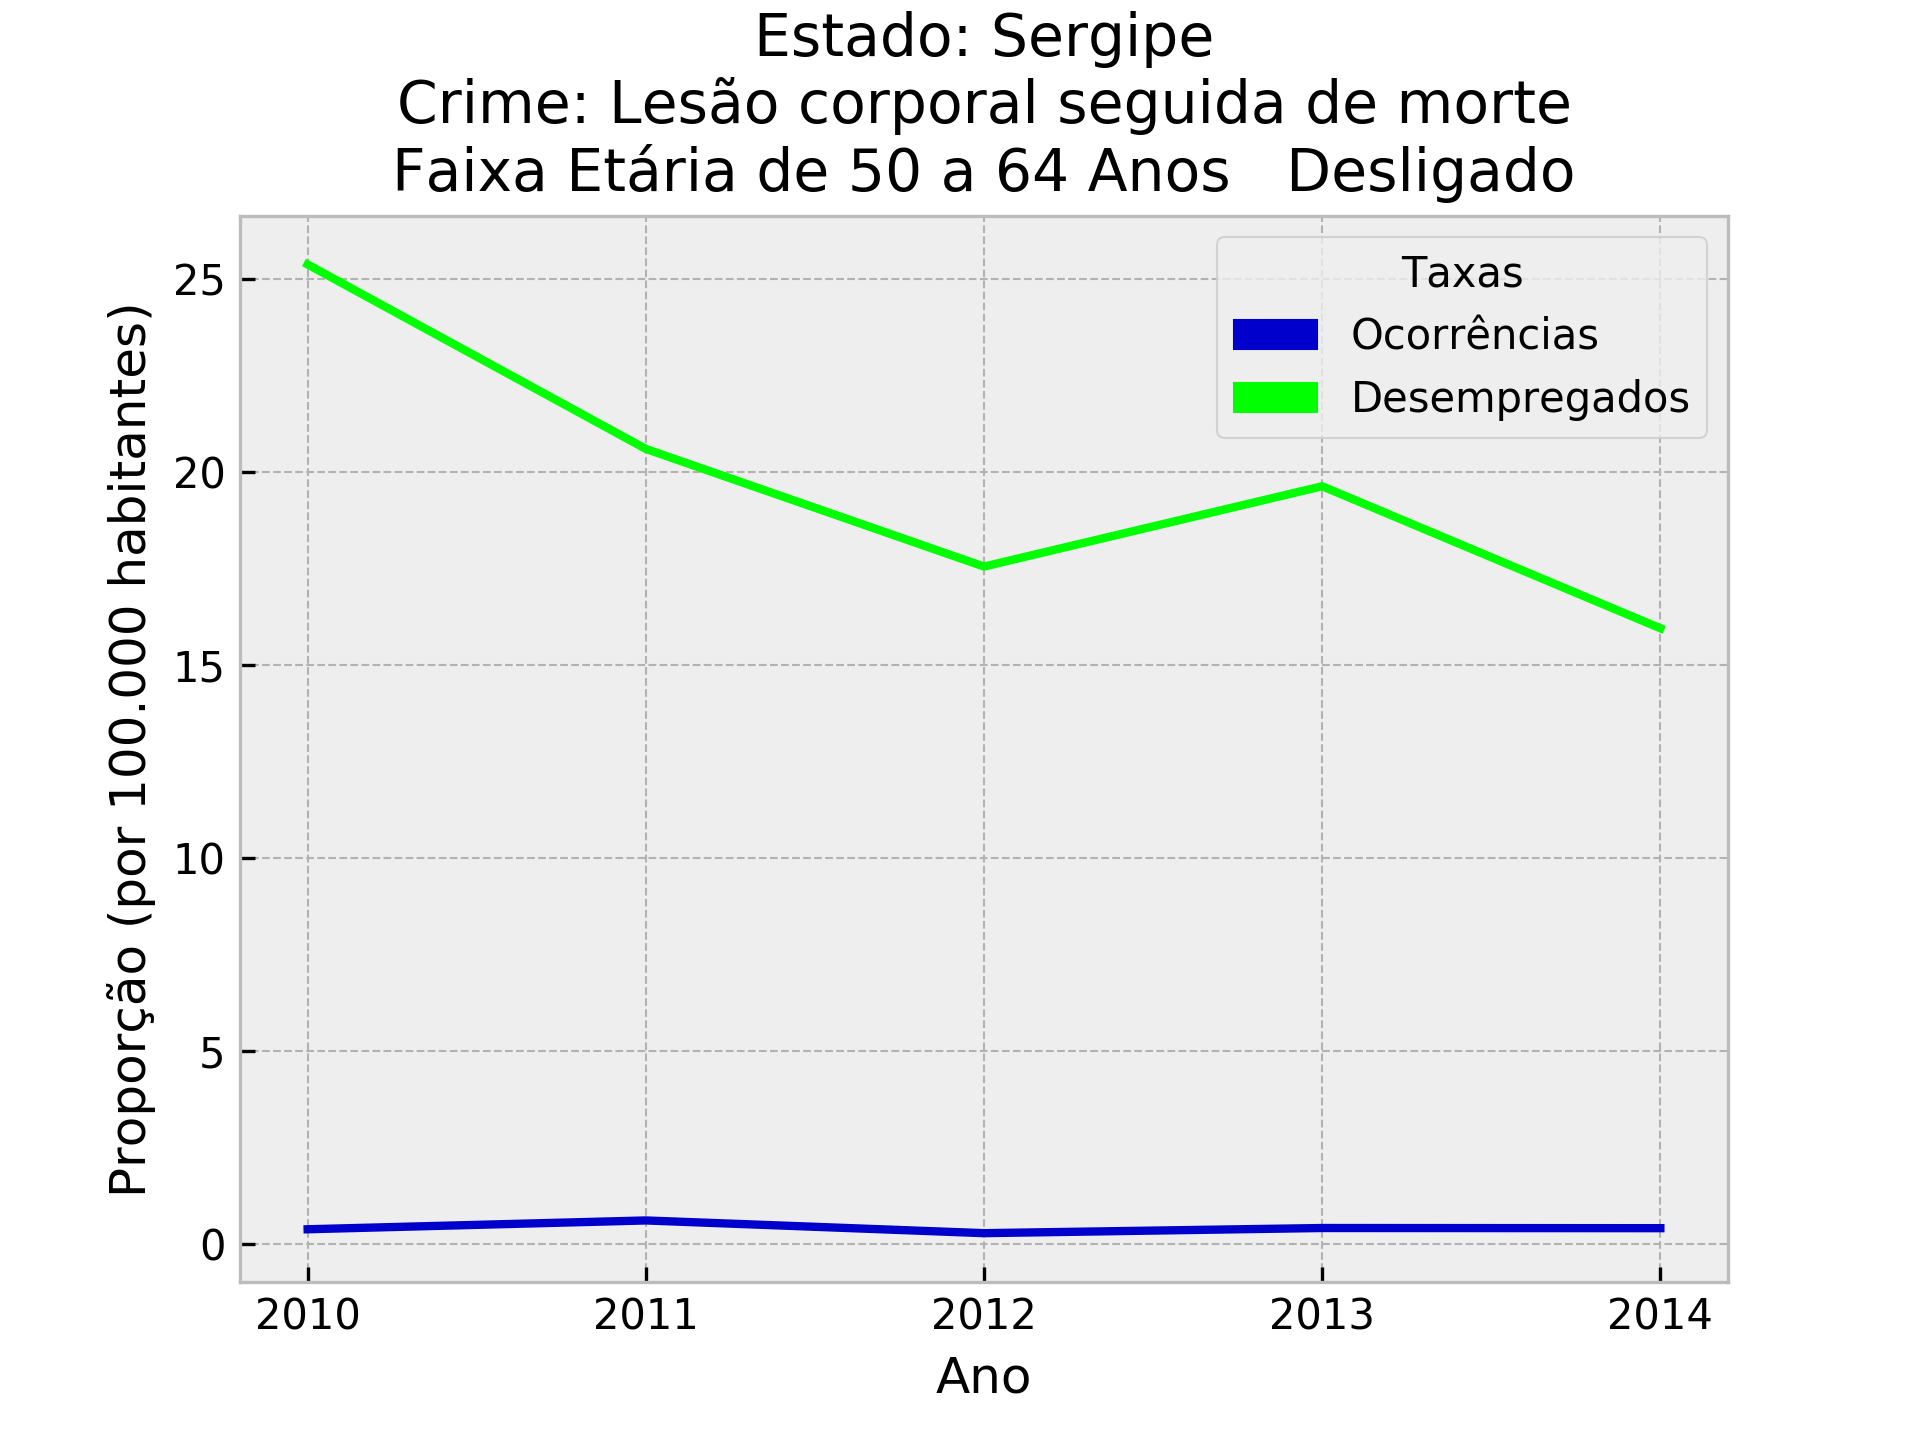 Estado: Sergipe
Crime: Lesão corporal seguida de morte
Faixa Etária de 50 a 64 Anos   Desligado
Proporção (por 100.000 habitantes)
25
20
15
10
5
0
Taxas
Ocorrências
Desempregados
2010
2011
2012
2013
2014
Ano